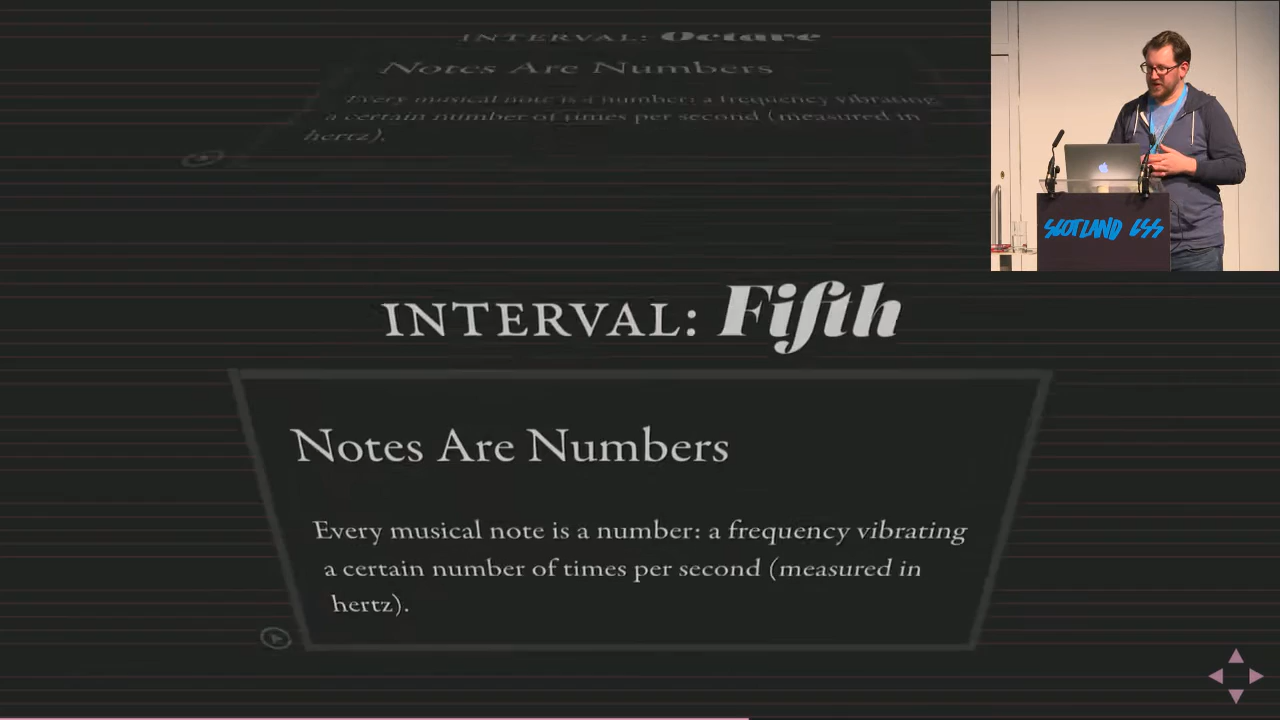 INTERVAL: Octave
Notes Are Numbers
Every musical note is a number: a frequency vibrating
a certain number of times per second (measured in
hertz).
SCOTLAND CSS
INTERVAL: Fifth
Notes Are Numbers
Every musical note is a number: a frequency vibrating
a certain number of times per second (measured in
hertz).